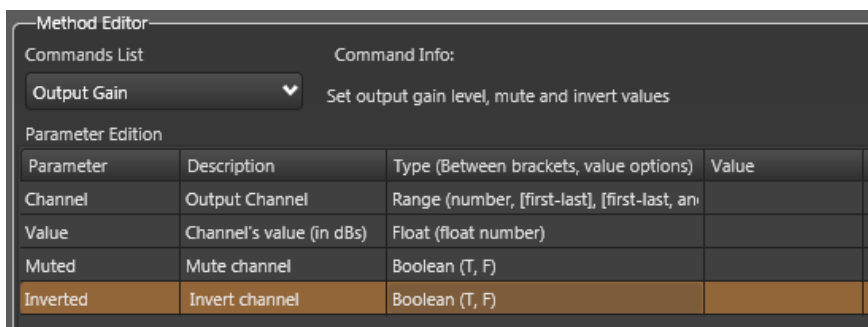 Method Editor
Commands List Command Info:
Output Gain Set output gain level, mute and invert values
Parameter Edition
Parameter Description Type (Between brackets, value options) Value
Channel Output Channel Range (number, [first-last], [first-last, an
Value Channel's value (in dBs) Float (float number)
Muted Mute channel Boolean (T, F)
Inverted Invert channel Boolean (T, F)